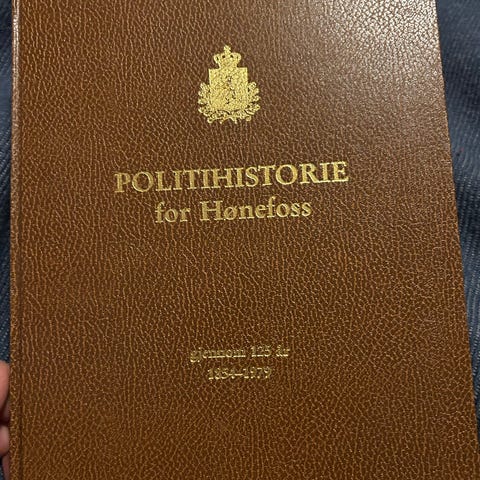 POLITIHISTORIE
for Hønefoss
gjennom 125 år
1854–1979